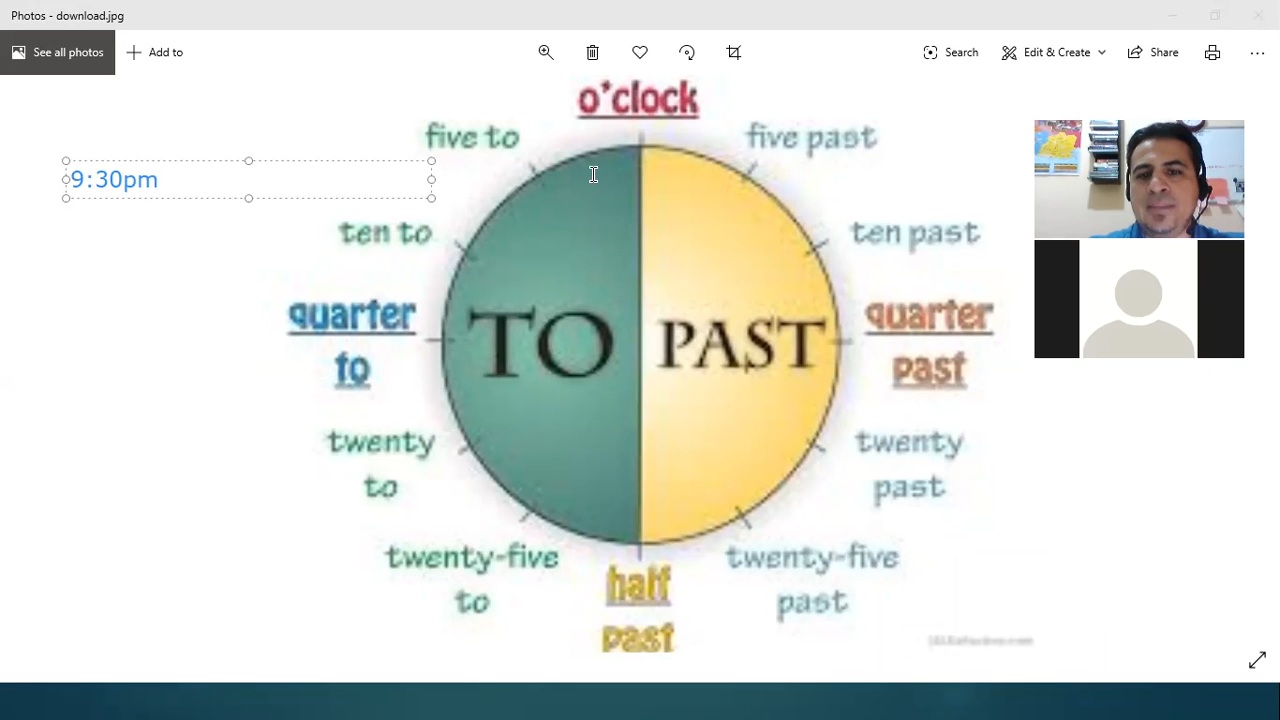 Photos - download.jpg
See all photos
Add to
Search
Edit & Create
Share
o'clock
five to
five past
9:30pm
ten to
ten past
quarter
to
TO
PAST
quarter
past
twenty
to
twenty
past
twenty-five
to
half
past
twenty-five
past